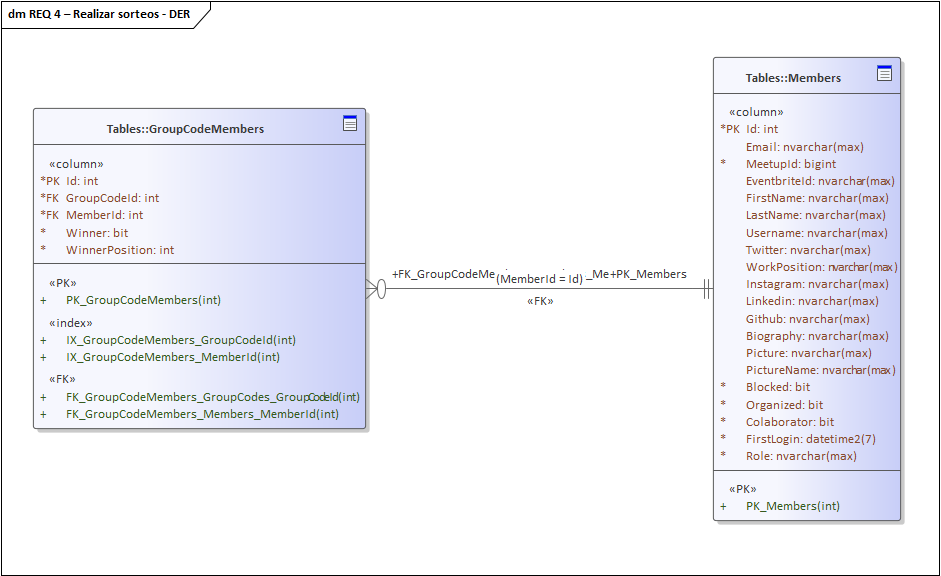 dm REQ 4 – Realizar sorteos - DER
Tables::GroupCodeMembers
«column»
*PK Id: int
*FK GroupCodeId: int
*FK MemberId: int
* Winner: bit
* WinnerPosition: int
«PK»
+ PK_GroupCodeMembers(int)
«index»
+ IX_GroupCodeMembers_GroupCodeId(int)
+ IX_GroupCodeMembers_MemberId(int)
«FK»
+ FK_GroupCodeMembers_GroupCodes_GroupCodeId(int)
+ FK_GroupCodeMembers_Members_MemberId(int)
+FK_GroupCodeMe
(MemberId = Id)
_Me+PK_Members
«FK»
Tables::Members
«column»
*PK Id: int
Email: nvarchar(max)
* MeetupId: bigint
EventbriteId: nvarchar(max)
FirstName: nvarchar(max)
LastName: nvarchar(max)
Username: nvarchar(max)
Twitter: nvarchar(max)
WorkPosition: nvarchar(max)
Instagram: nvarchar(max)
Linkedin: nvarchar(max)
Github: nvarchar(max)
Biography: nvarchar(max)
Picture: nvarchar(max)
PictureName: nvarchar(max)
* Blocked: bit
* Organized: bit
* Colaborator: bit
* FirstLogin: datetime2(7)
* Role: nvarchar(max)
«PK»
+ PK_Members(int)